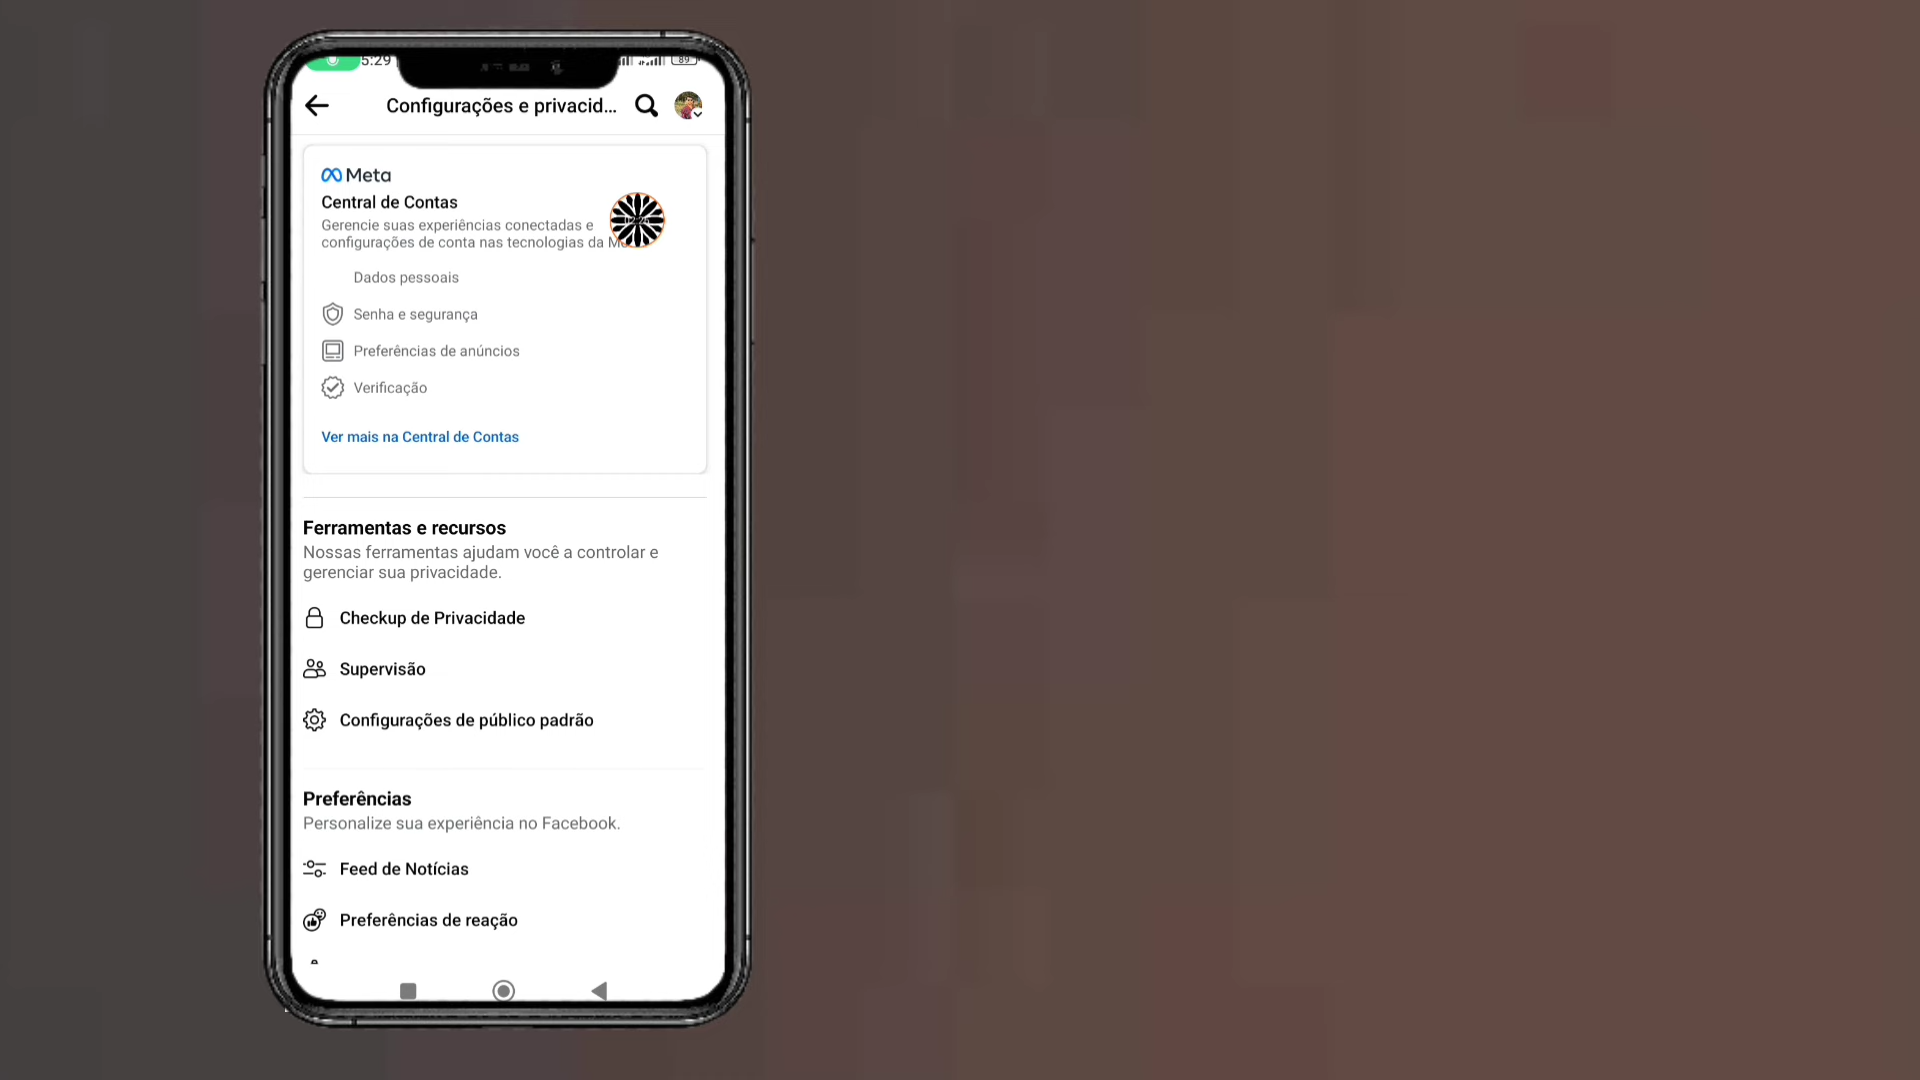 5:29
89
Configurações e privacid...
Meta
Central de Contas
Gerencie suas experiências conectadas e
configurações de conta nas tecnologias da
Dados pessoais
Senha e segurança
Preferências de anúncios
Verificação
Ver mais na Central de Contas
Ferramentas e recursos
Nossas ferramentas ajudam você a controlar e
gerenciar sua privacidade.
Checkup de Privacidade
Supervisão
Configurações de público padrão
Preferências
Personalize sua experiência no Facebook.
Feed de Notícias
Preferências de reação